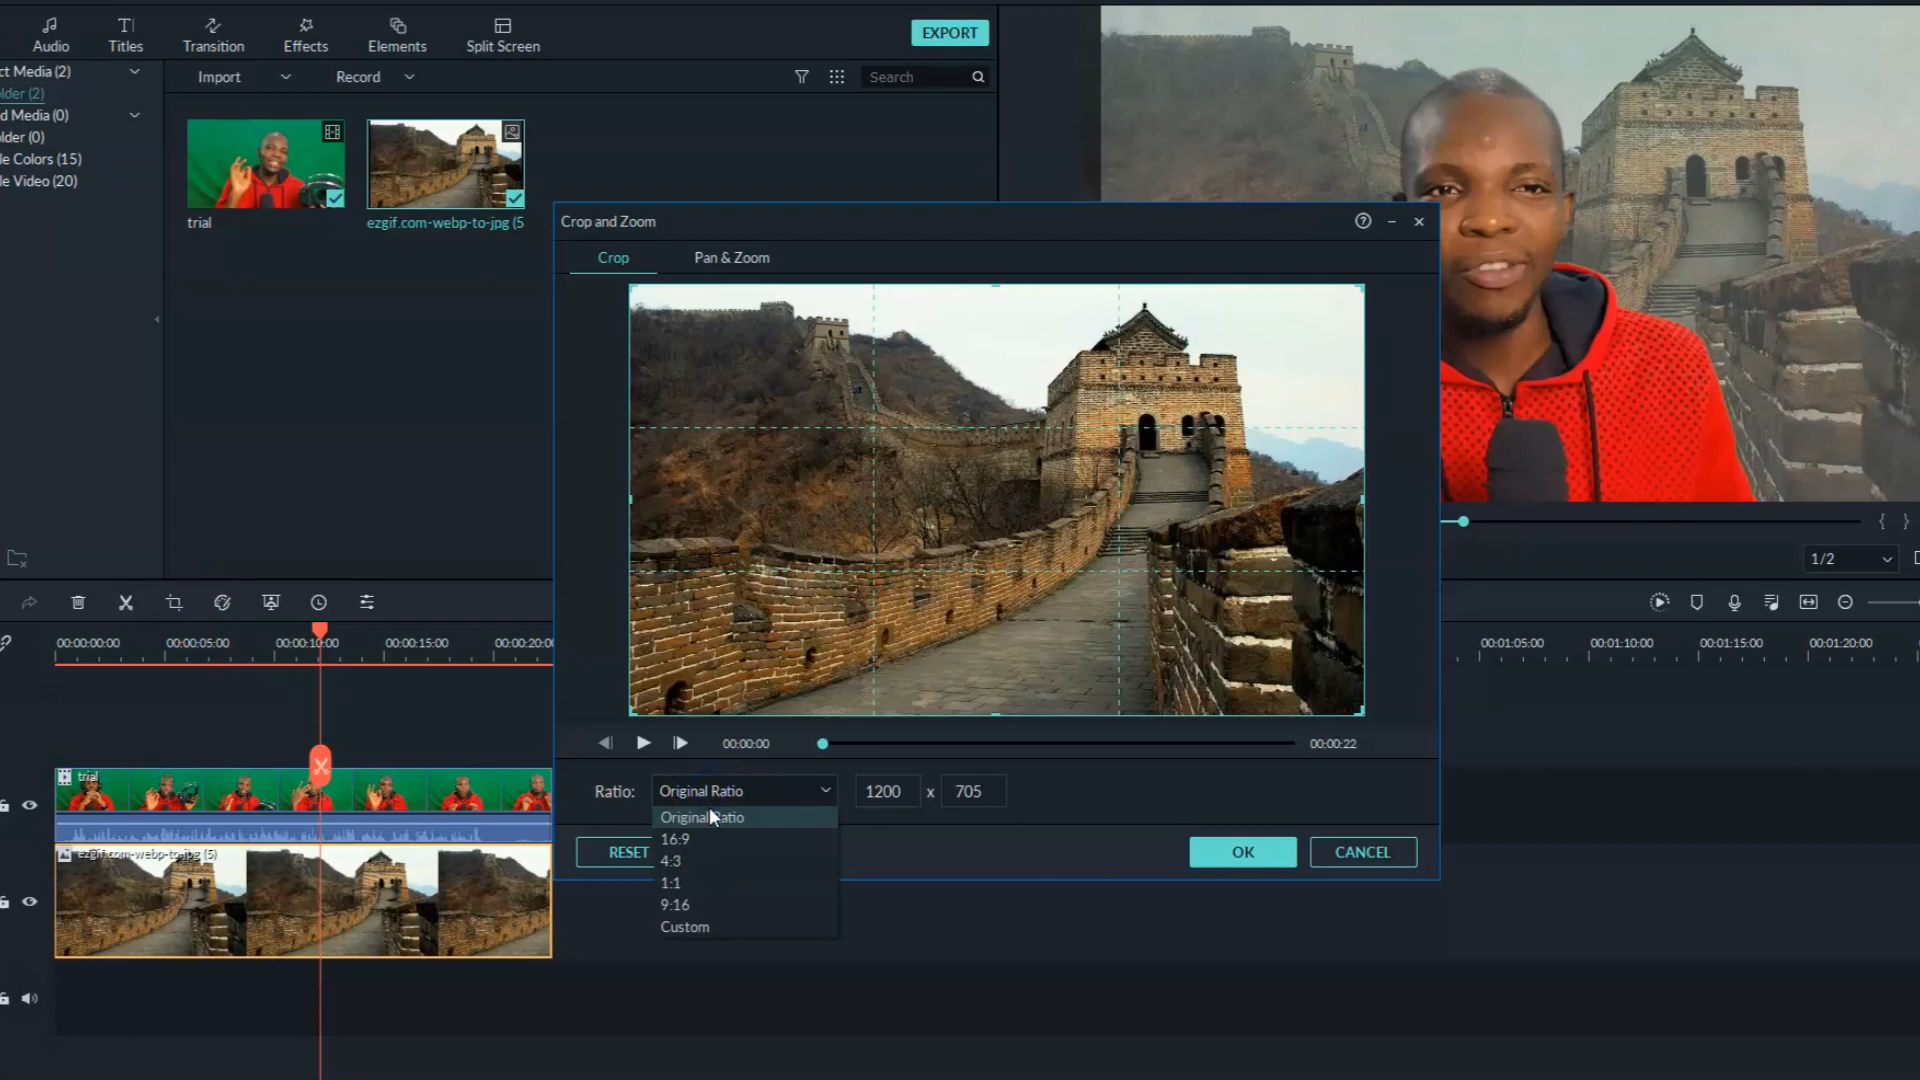 Audio
Titles
Transition
Effects
Elements
Split Screen
EXPORT
ct Media (2)
lder (2)
d Media (0)
lder (0)
le Colors (15)
le Video (20)
Import
Record
Search
trial
ezgif.com-webp-to-jpg (5
Crop and Zoom
Crop
Pan & Zoom
00:00:00
00:00:22
Ratio:
Original Ratio
1200 x 705
Original Ratio
16:9
4:3
1:1
9:16
Custom
RESET
OK
CANCEL
{ }
1/2
00:00:00:00
00:00:05:00
00:00:10:00
00:00:15:00
00:00:20:00
00:01:05:00
00:01:10:00
00:01:15:00
00:01:20:00
trial
ezgif.com-webp-to-jpg (5)